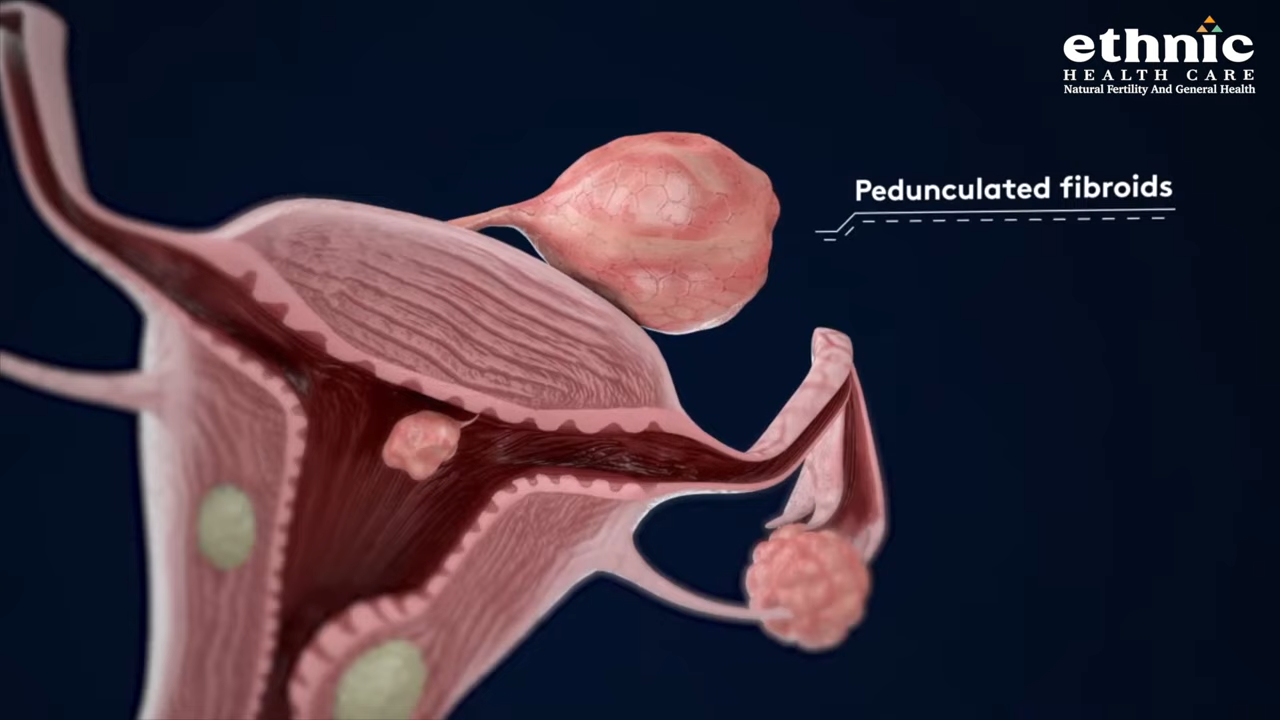 ethnic
HEALTH CARE
Natural Fertility And General Health
Pedunculated fibroids